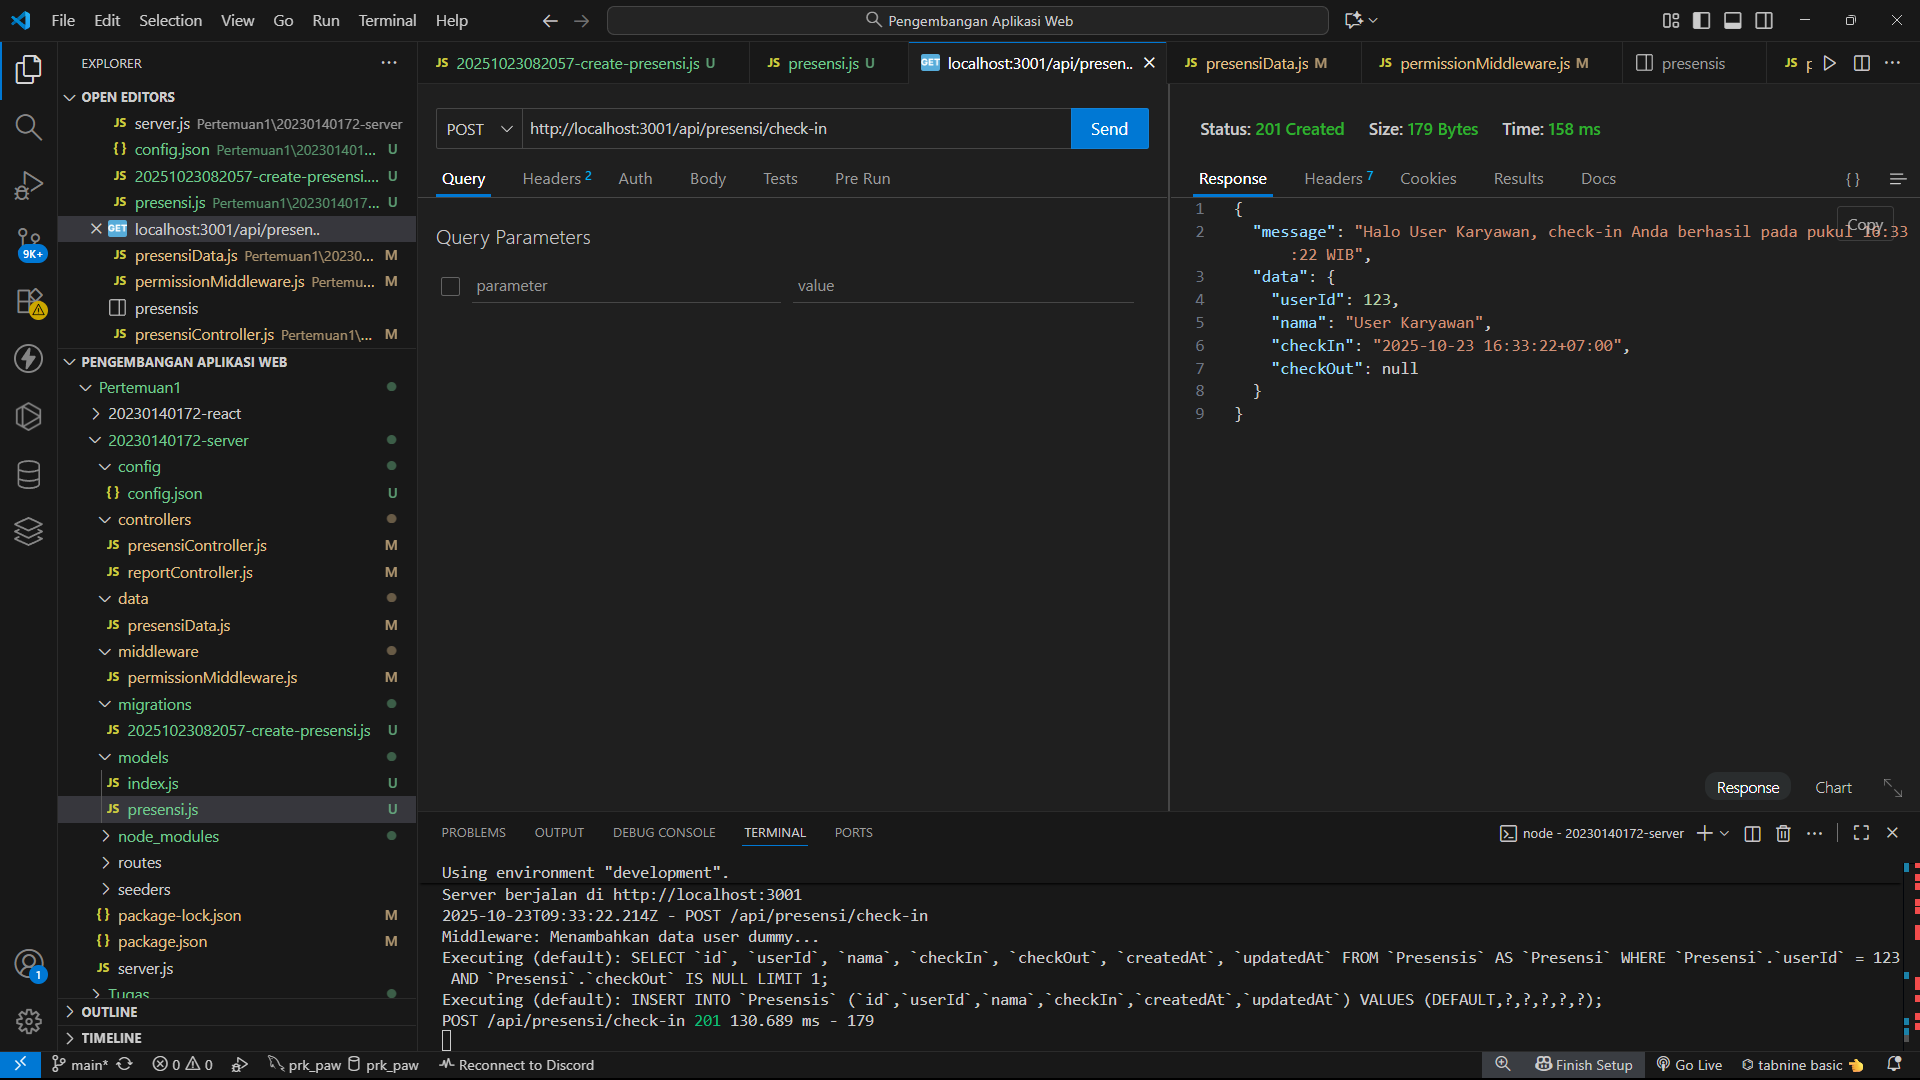 File Edit Selection View Go Run Terminal Help
Pengembangan Aplikasi Web
EXPLORER
JS 20251023082057-create-presensi.js U
JS presensi.js U
GET localhost:3001/api/presen..
JS presensiData.js M
JS permissionMiddleware.js M
presensis
JS
OPEN EDITORS
JS server.js Pertemuan1\20230140172-server
{} config.json Pertemuan1\202301401... U
JS 20251023082057-create-presensi.... U
JS presensi.js Pertemuan1\2023014017... U
GET localhost:3001/api/presen..
JS presensiData.js Pertemuan1\20230... M
JS permissionMiddleware.js Pertemu... M
presensis
JS presensiController.js Pertemuan1\... M
PENGEMBANGAN APLIKASI WEB
Pertemuan1
20230140172-react
20230140172-server
config
{} config.json U
controllers
JS presensiController.js M
JS reportController.js M
data
JS presensiData.js M
middleware
JS permissionMiddleware.js M
migrations
JS 20251023082057-create-presensi.js U
models
JS index.js U
JS presensi.js U
node_modules
routes
seeders
{} package-lock.json M
{} package.json M
JS server.js
Tugas
OUTLINE
TIMELINE
9K+
1
POST http://localhost:3001/api/presensi/check-in Send
Query Headers 2 Auth Body Tests Pre Run
Query Parameters
parameter value
Status: 201 Created Size: 179 Bytes Time: 158 ms
Response Headers 7 Cookies Results Docs { }
Copy
1 {
2 "message": "Halo User Karyawan, check-in Anda berhasil pada pukul 16:33
:22 WIB",
3 "data": {
4 "userId": 123,
5 "nama": "User Karyawan",
6 "checkIn": "2025-10-23 16:33:22+07:00",
7 "checkOut": null
8 }
9 }
Response Chart
PROBLEMS OUTPUT DEBUG CONSOLE TERMINAL PORTS
node - 20230140172-server
Using environment "development".
Server berjalan di http://localhost:3001
2025-10-23T09:33:22.214Z - POST /api/presensi/check-in
Middleware: Menambahkan data user dummy...
Executing (default): SELECT `id`, `userId`, `nama`, `checkIn`, `checkOut`, `createdAt`, `updatedAt` FROM `Presensis` AS `Presensi` WHERE `Presensi`.`userId` = 123
AND `Presensi`.`checkOut` IS NULL LIMIT 1;
Executing (default): INSERT INTO `Presensis` (`id`,`userId`,`nama`,`checkIn`,`createdAt`,`updatedAt`) VALUES (DEFAULT,?,?,?,?,?);
POST /api/presensi/check-in 201 130.689 ms - 179
main* 0 0 prk_paw prk_paw Reconnect to Discord
Finish Setup Go Live tabnine basic